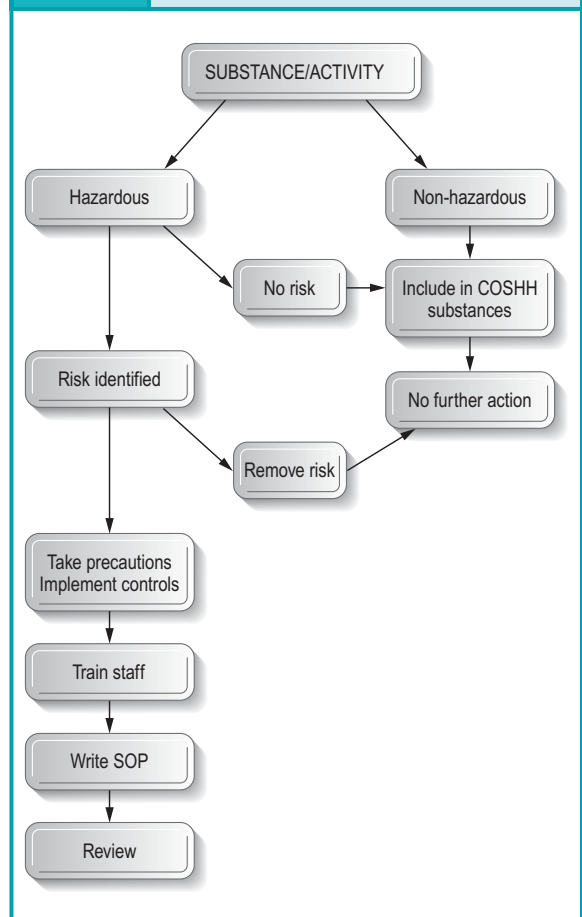 SUBSTANCE/ACTIVITY
Hazardous
Non-hazardous
No risk
Include in COSHH
substances
Risk identified
No further action
Remove risk
Take precautions
Implement controls
Train staff
Write SOP
Review